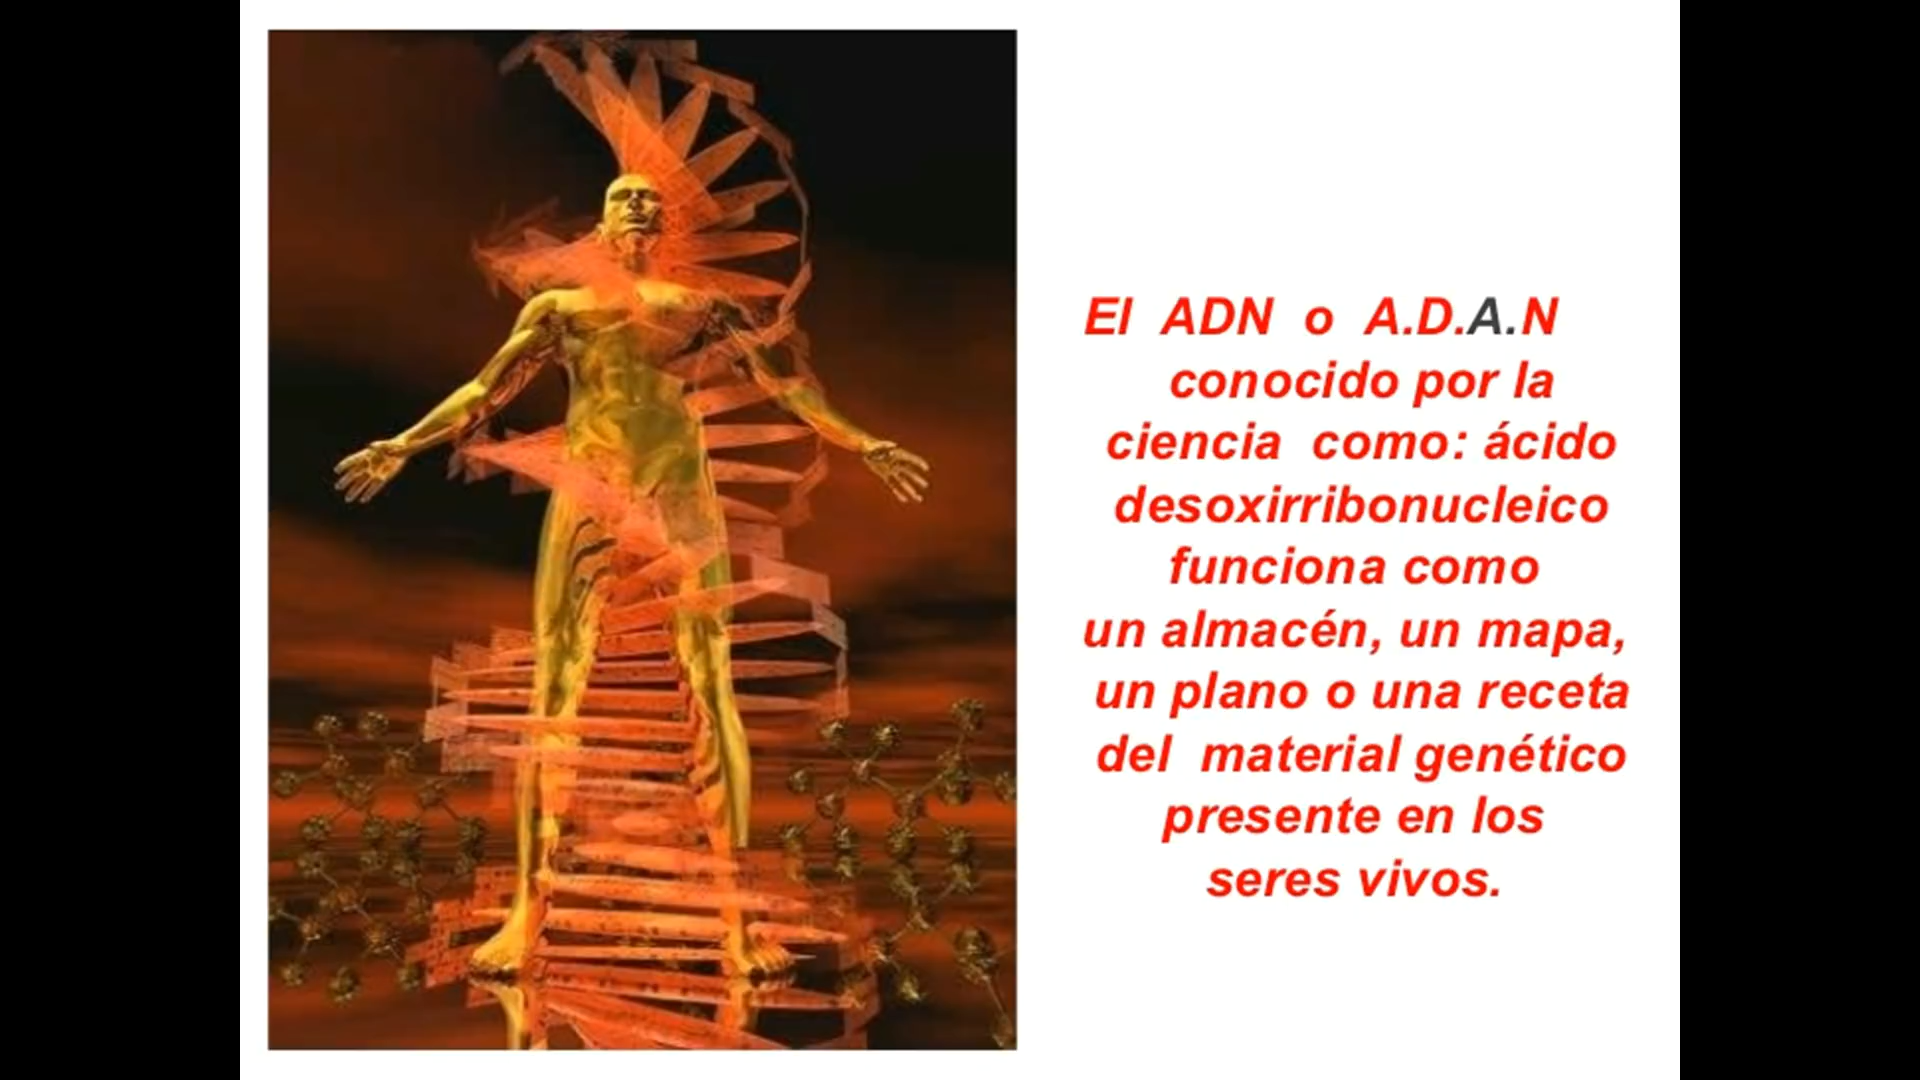 El ADN o A.D.A.N
conocido por la
ciencia como: ácido
desoxirribonucleico
funciona como
un almacén, un mapa,
un plano o una receta
del material genético
presente en los
seres vivos.